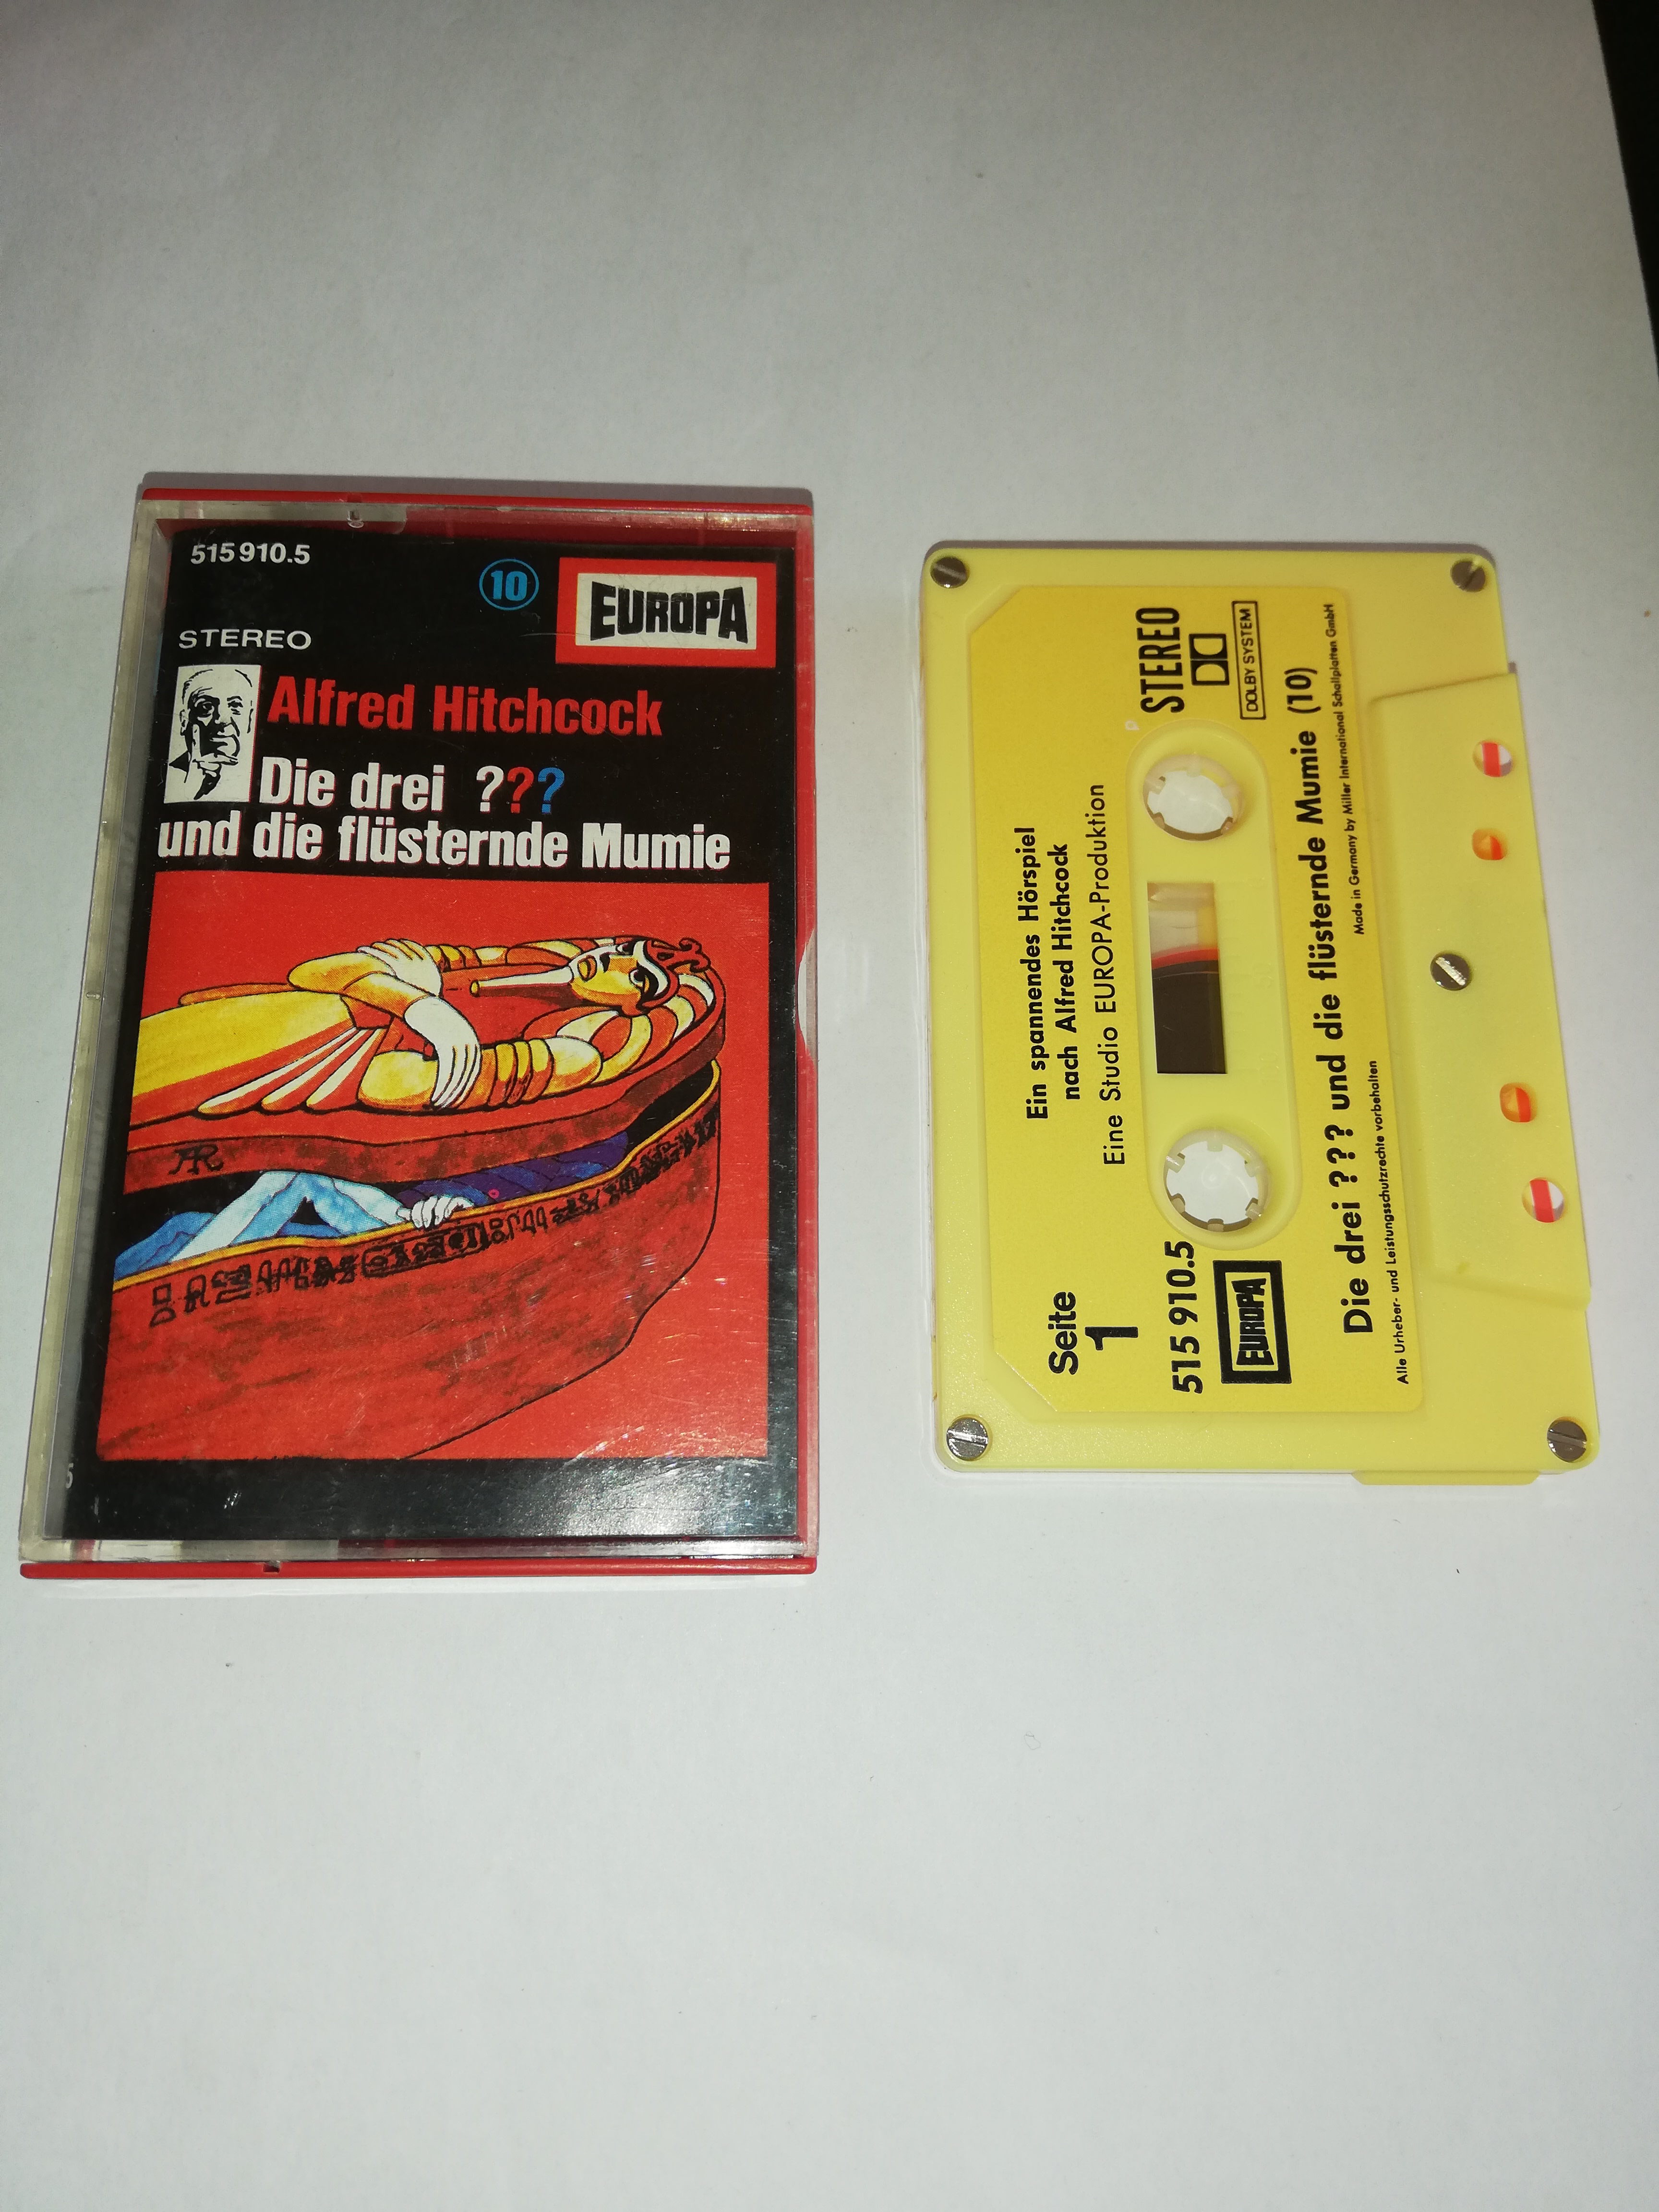 515 910.5
10
EUROPA
STEREO
Alfred Hitchcock
Die drei ???
und die flüsternde Mumie
AR
Ein spannendes Hörspiel
nach Alfred Hitchcock
Eine Studio EUROPA-Produktion
Seite
1
STEREO
DOLBY SYSTEM
515 910.5
EUROPA
Die drei ??? und die flüsternde Mumie (10)
Made in Germany by Miller International Schallplatten GmbH
Alle Urheber- und Leistungsschutzrechte vorbehalten